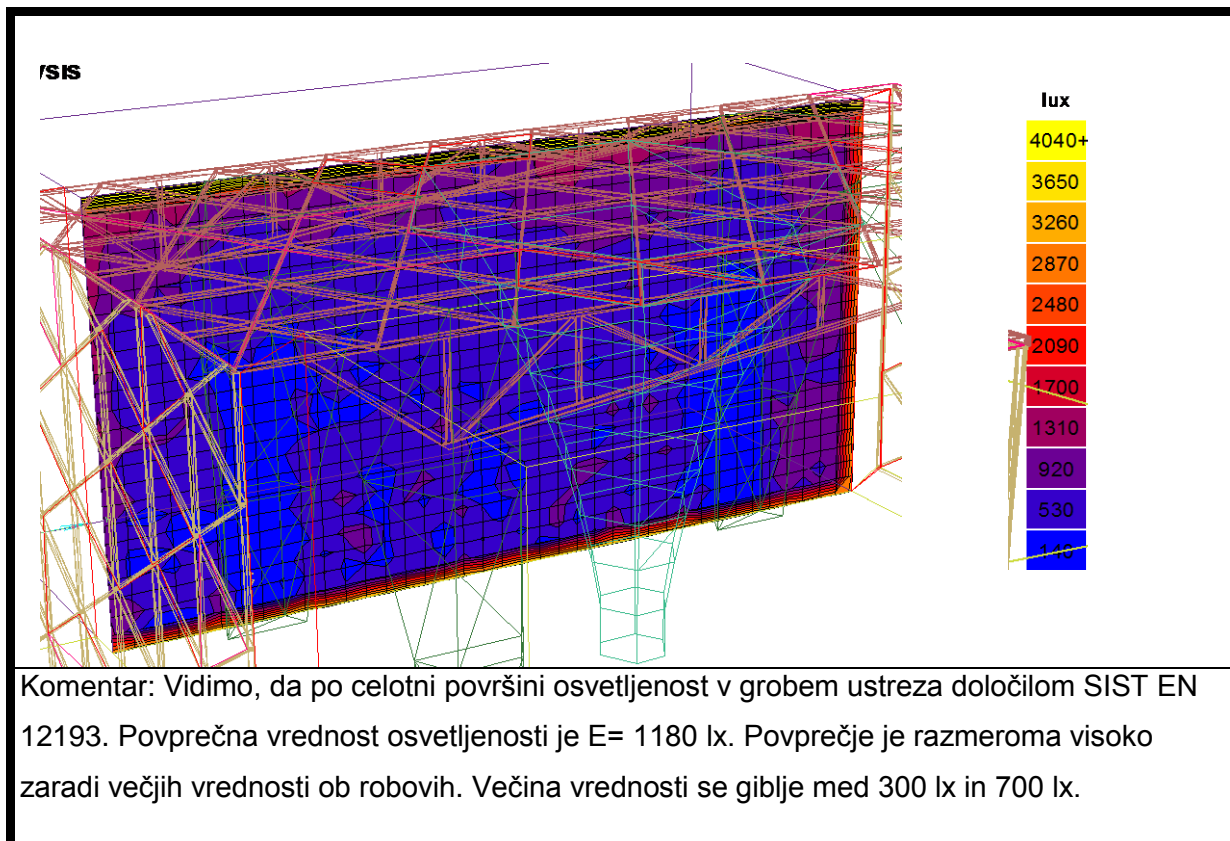 YSIS
lux
4040+
3650
3260
2870
2480
2090
1700
1310
920
530
140
Komentar: Vidimo, da po celotni površini osvetljenost v grobem ustreza določilom SIST EN
12193. Povprečna vrednost osvetljenosti je E= 1180 lx. Povprečje je razmeroma visoko
zaradi večjih vrednosti ob robovih. Večina vrednosti se giblje med 300 lx in 700 lx.